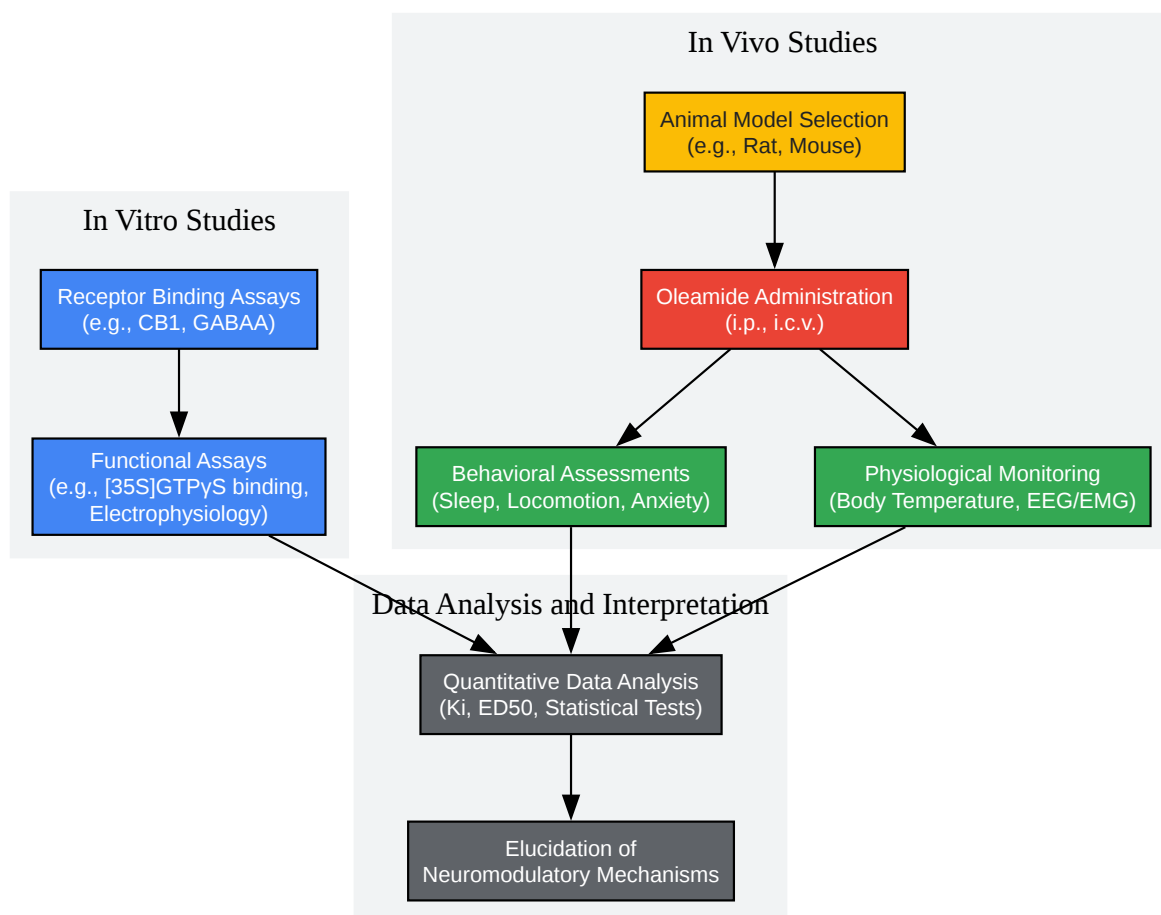 In Vivo Studies
Animal Model Selection
(e.g., Rat, Mouse)
In Vitro Studies
Receptor Binding Assays
(e.g., CB1, GABAA)
Oleamide Administration
(i.p., i.c.v.)
Functional Assays
(e.g., [35S]GTPγS binding,
Electrophysiology)
Behavioral Assessments
(Sleep, Locomotion, Anxiety)
Physiological Monitoring
(Body Temperature, EEG/EMG)
Data Analysis and Interpretation
Quantitative Data Analysis
(Ki, ED50, Statistical Tests)
Elucidation of
Neuromodulatory Mechanisms